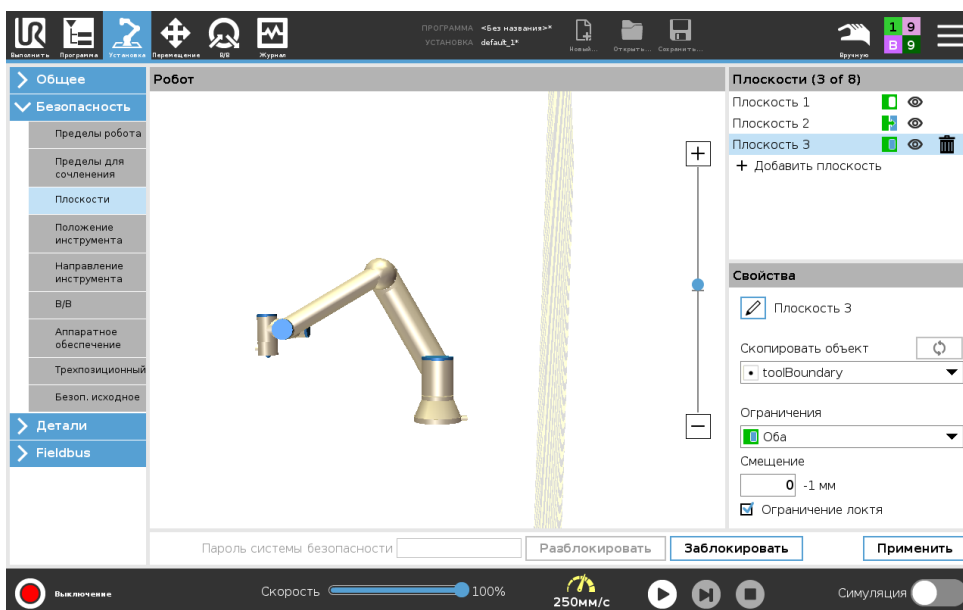 ПРОГРАММА <Без названия>*
УСТАНОВКА default_1*
Выполнить
Программа
Установка
Перемещение
В/В
Журнал
Новый...
Открыть...
Сохранить...
Вручную
1 9
B 9
Общее
Безопасность
Пределы робота
Пределы для
сочленения
Плоскости
Положение
инструмента
Направление
инструмента
В/В
Аппаратное
обеспечение
Трехпозиционный
Безоп. исходное
Детали
Fieldbus
Робот
Плоскости (3 of 8)
Плоскость 1
Плоскость 2
Плоскость 3
+ Добавить плоскость
Свойства
Плоскость 3
Скопировать объект
toolBoundary
Ограничения
Оба
Смещение
0 -1 мм
Ограничение локтя
Пароль системы безопасности
Разблокировать
Заблокировать
Применить
Выключение
Скорость
100%
250мм/с
Симуляция